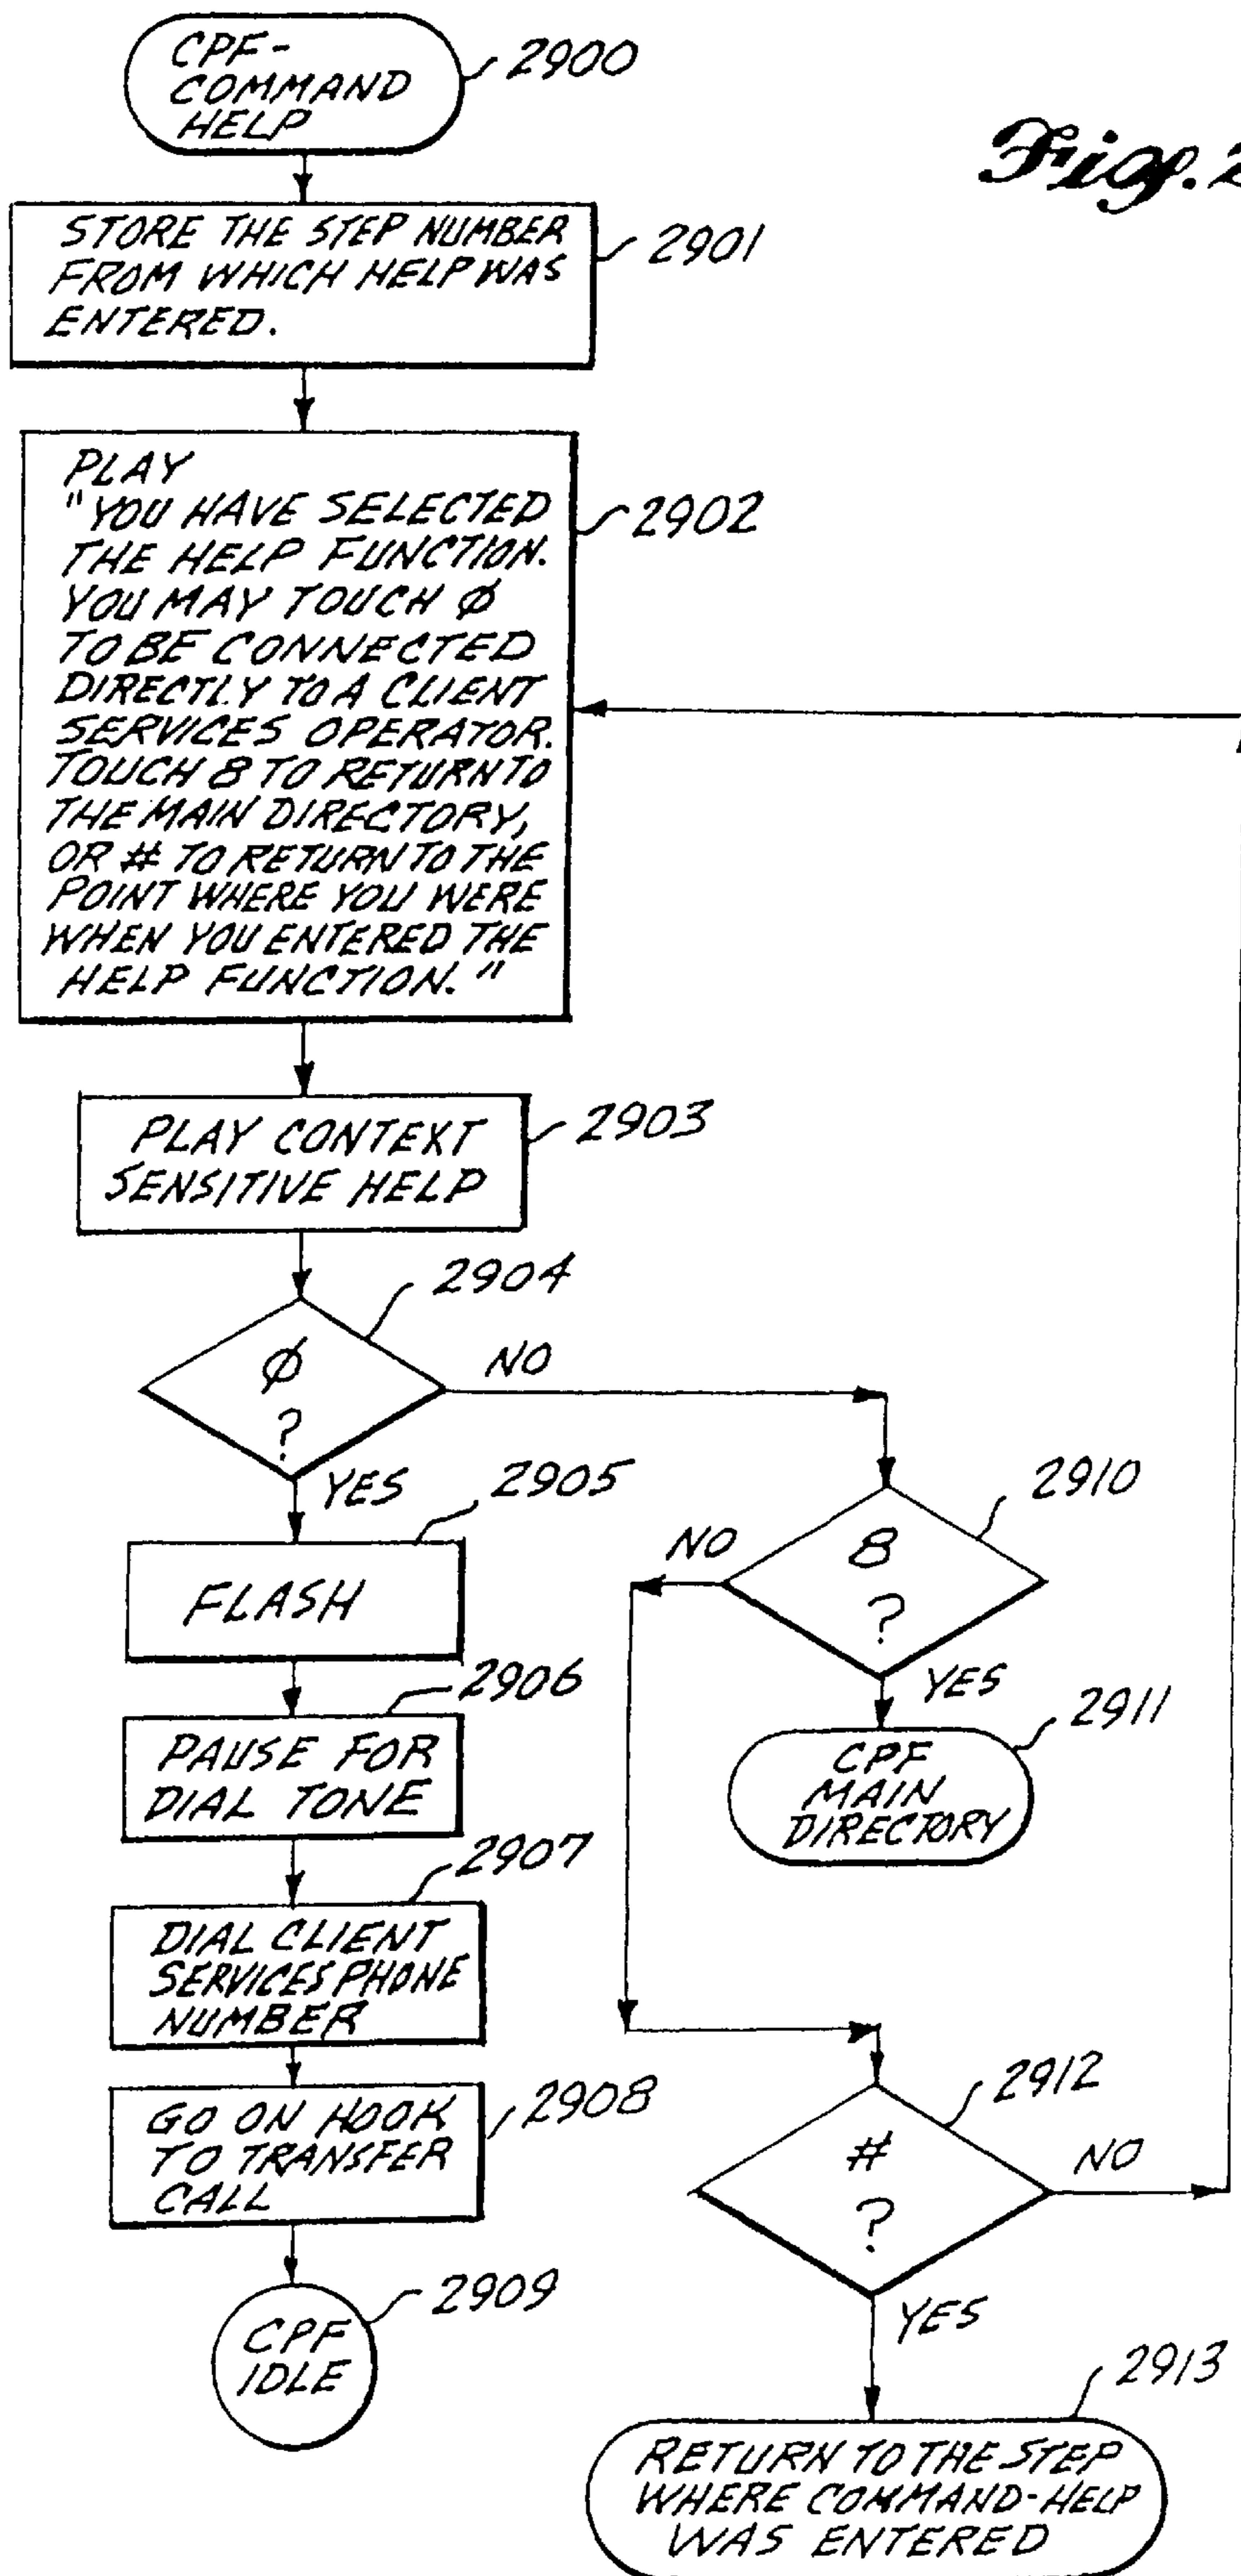 CPF-
COMMAND
HELP
2900
Fig. 2
STORE THE STEP NUMBER
FROM WHICH HELP WAS
ENTERED.
2901
PLAY
"YOU HAVE SELECTED
THE HELP FUNCTION.
YOU MAY TOUCH Ø
TO BE CONNECTED
DIRECTLY TO A CLIENT
SERVICES OPERATOR.
TOUCH 8 TO RETURN TO
THE MAIN DIRECTORY,
OR # TO RETURN TO THE
POINT WHERE YOU WERE
WHEN YOU ENTERED THE
HELP FUNCTION."
2902
PLAY CONTEXT
SENSITIVE HELP
2903
2904
Ø
?
NO
YES
2905
FLASH
2906
PAUSE FOR
DIAL TONE
2907
DIAL CLIENT
SERVICES PHONE
NUMBER
GO ON HOOK
TO TRANSFER
CALL
2908
CPF
IDLE
2909
2910
8
?
NO
YES
2911
CPF
MAIN
DIRECTORY
2912
#
?
NO
YES
2913
RETURN TO THE STEP
WHERE COMMAND-HELP
WAS ENTERED